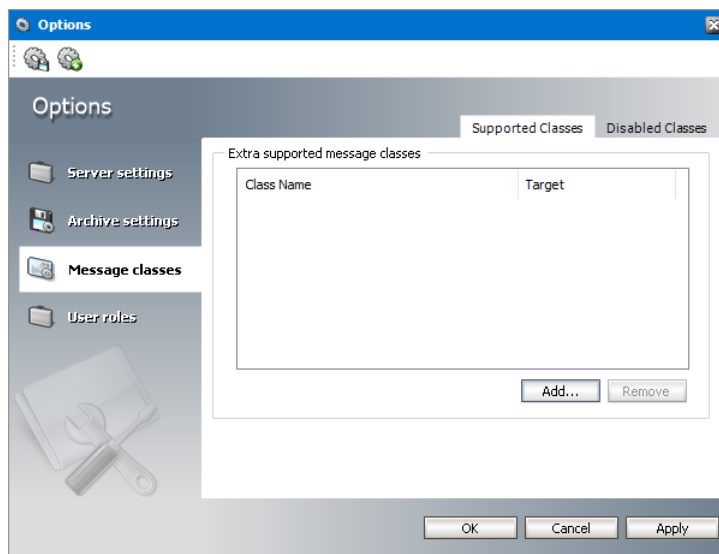 Options
Options
Supported Classes Disabled Classes
Server settings
Archive settings
Message classes
User roles
Extra supported message classes
Class Name Target
Add... Remove
OK Cancel Apply